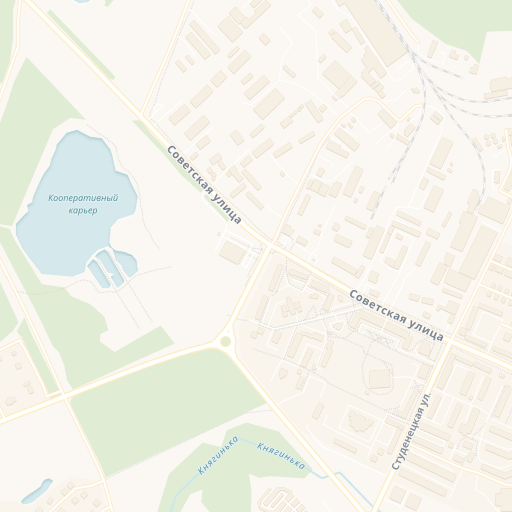 Советская улица
Кооперативный
карьер
Советская улица
Студенецкая ул.
Княгинька
Княгинька